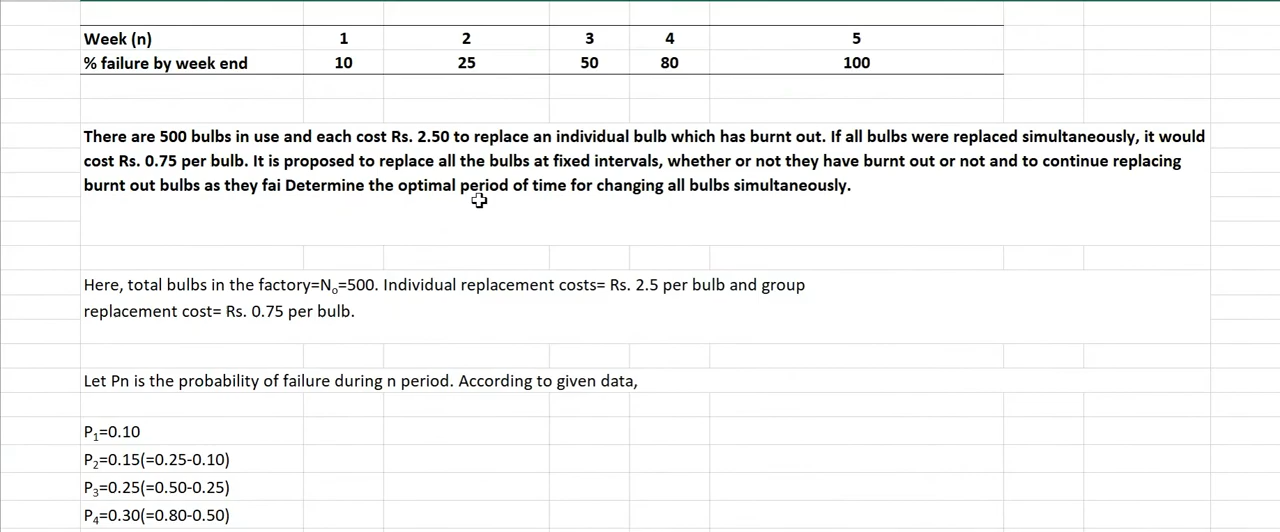 Week (n) 1 2 3 4 5
% failure by week end 10 25 50 80 100
There are 500 bulbs in use and each cost Rs. 2.50 to replace an individual bulb which has burnt out. If all bulbs were replaced simultaneously, it would
cost Rs. 0.75 per bulb. It is proposed to replace all the bulbs at fixed intervals, whether or not they have burnt out or not and to continue replacing
burnt out bulbs as they fai Determine the optimal period of time for changing all bulbs simultaneously.
Here, total bulbs in the factory=Nₒ=500. Individual replacement costs= Rs. 2.5 per bulb and group
replacement cost= Rs. 0.75 per bulb.
Let Pn is the probability of failure during n period. According to given data,
P₁=0.10
P₂=0.15(=0.25-0.10)
P₃=0.25(=0.50-0.25)
P₄=0.30(=0.80-0.50)